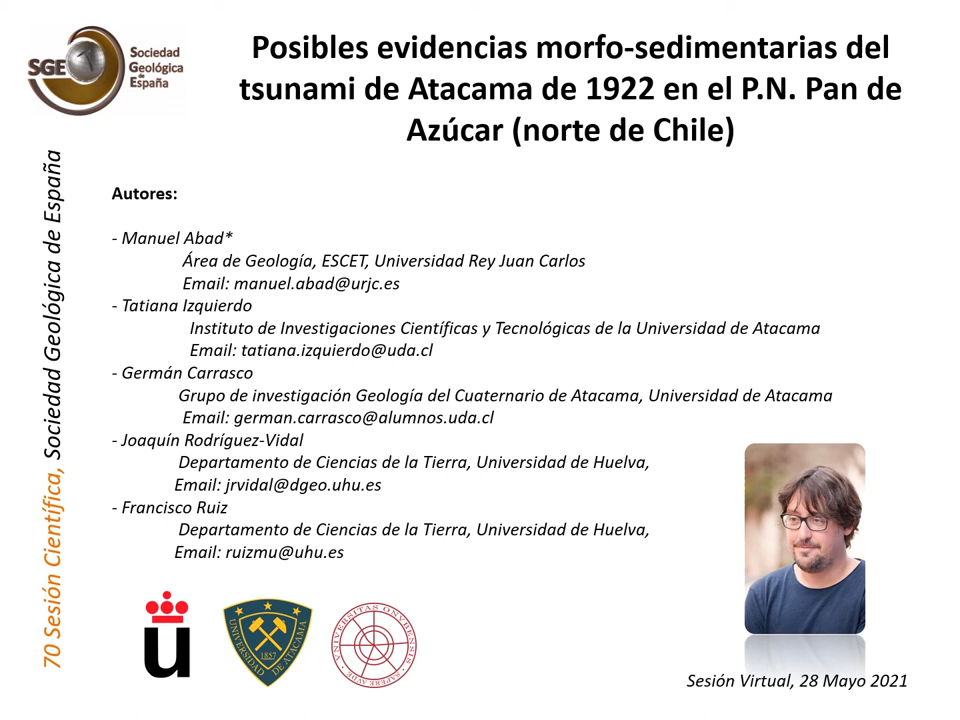 SGE
Sociedad
Geológica
de
España
Posibles evidencias morfo-sedimentarias del
tsunami de Atacama de 1922 en el P.N. Pan de
Azúcar (norte de Chile)
70 Sesión Científica, Sociedad Geológica de España
Autores:
- Manuel Abad*
Área de Geología, ESCET, Universidad Rey Juan Carlos
Email: manuel.abad@urjc.es
- Tatiana Izquierdo
Instituto de Investigaciones Científicas y Tecnológicas de la Universidad de Atacama
Email: tatiana.izquierdo@uda.cl
- Germán Carrasco
Grupo de investigación Geología del Cuaternario de Atacama, Universidad de Atacama
Email: german.carrasco@alumnos.uda.cl
- Joaquín Rodríguez-Vidal
Departamento de Ciencias de la Tierra, Universidad de Huelva,
Email: jrvidal@dgeo.uhu.es
- Francisco Ruiz
Departamento de Ciencias de la Tierra, Universidad de Huelva,
Email: ruizmu@uhu.es
u
UNIVERSIDAD DE ATACAMA
1857
UNIVERSITAS ONVBENSIS
SAPERE AVDE
Sesión Virtual, 28 Mayo 2021